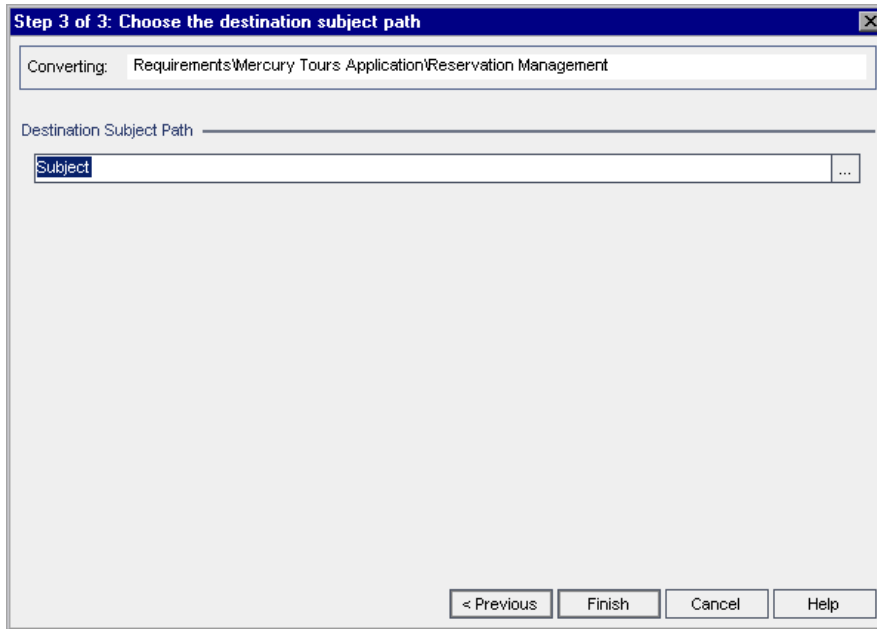 Step 3 of 3: Choose the destination subject path
Converting: Requirements\Mercury Tours Application\Reservation Management
Destination Subject Path
Subject ...
< Previous Finish Cancel Help